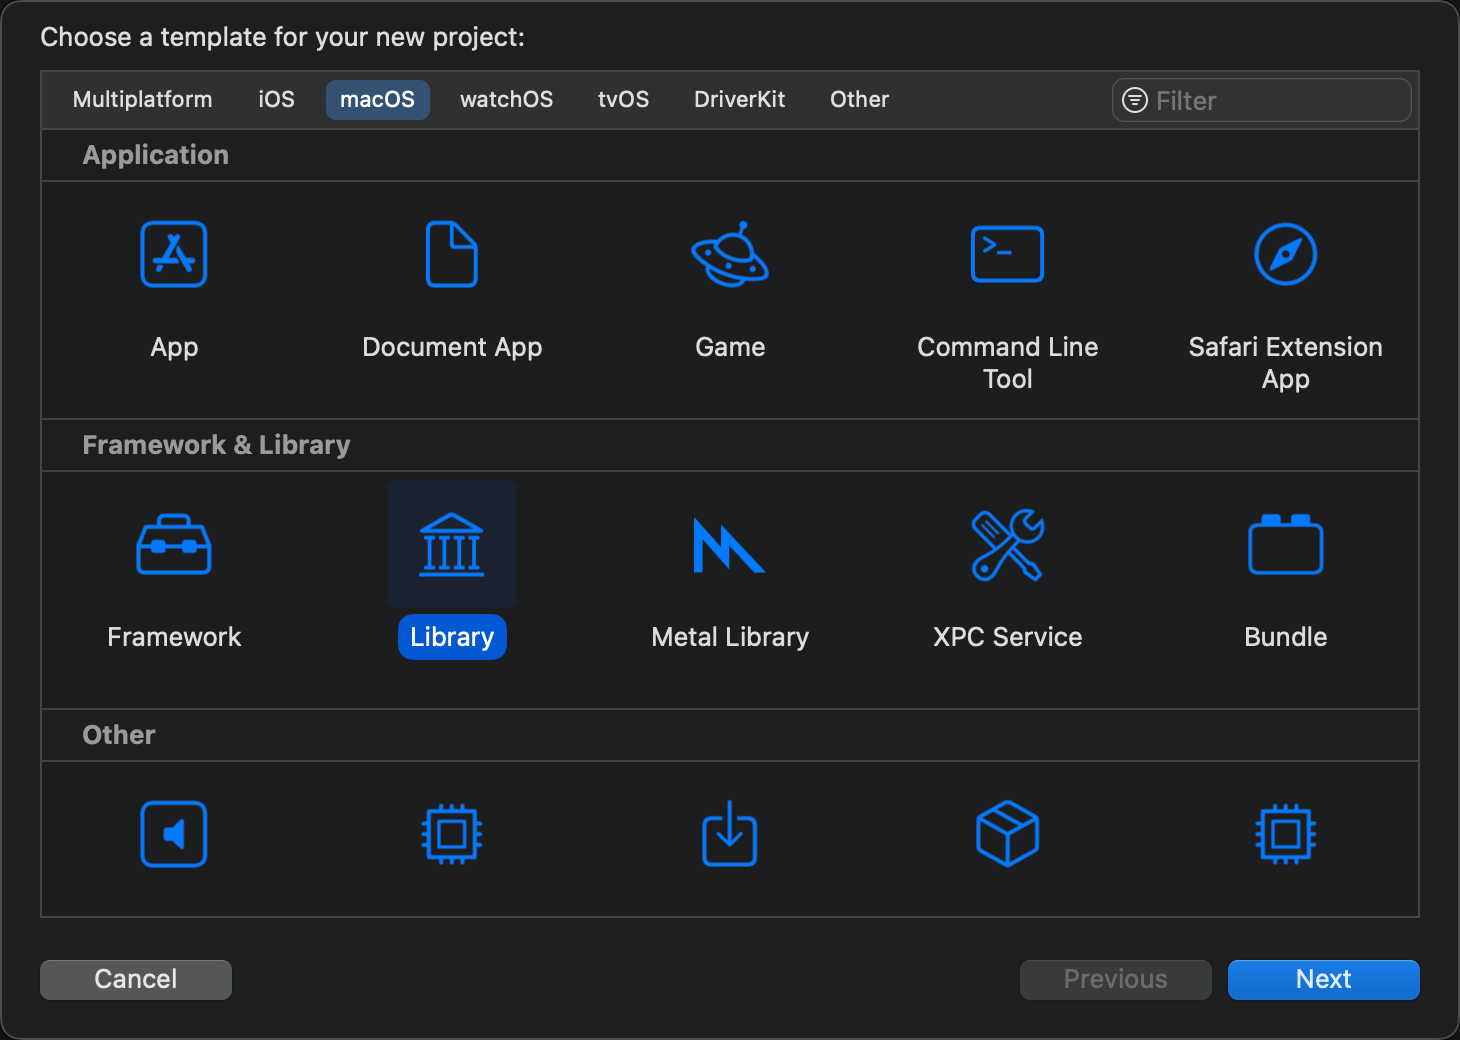 Choose a template for your new project:
Multiplatform iOS macOS watchOS tvOS DriverKit Other Filter
Application
App Document App Game Command Line Tool Safari Extension App
Framework & Library
Framework Library Metal Library XPC Service Bundle
Other
Cancel Previous Next